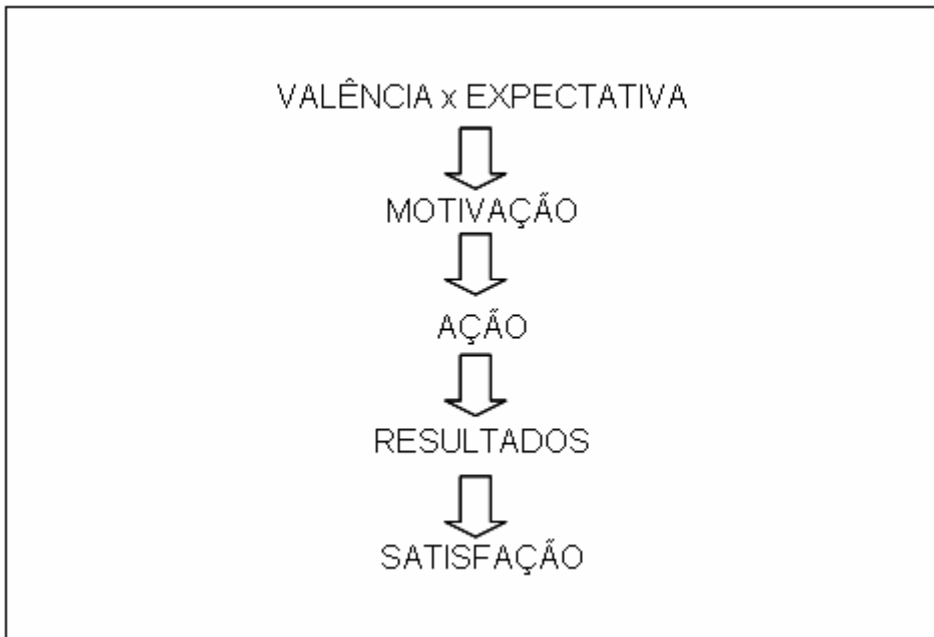 VALÊNCIA x EXPECTATIVA
MOTIVAÇÃO
AÇÃO
RESULTADOS
SATISFAÇÃO